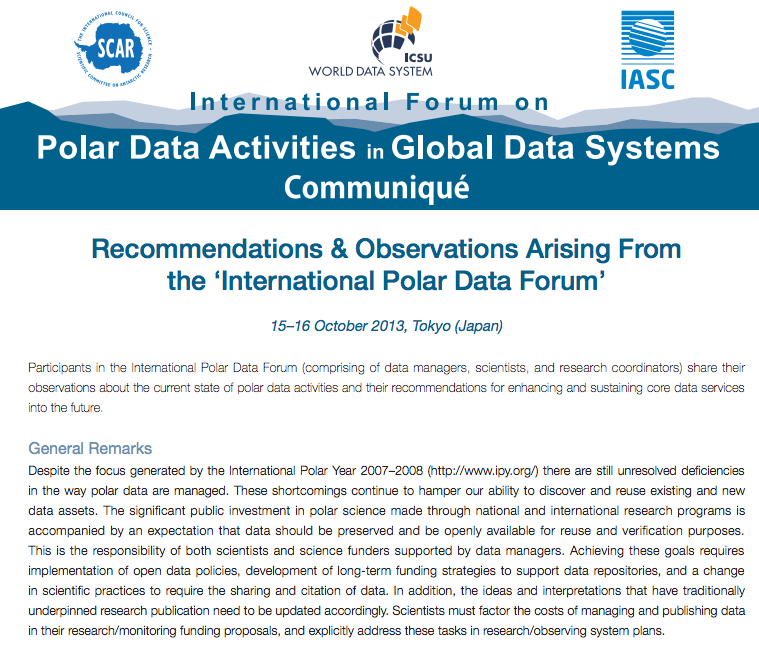 THE INTERNATIONAL COUNCIL FOR SCIENCE
SCAR
SCIENTIFIC COMMITTEE ON ANTARCTIC RESEARCH
ICSU
WORLD DATA SYSTEM
IASC
International Forum on
Polar Data Activities in Global Data Systems
Communiqué
Recommendations & Observations Arising From
the ‘International Polar Data Forum’
15–16 October 2013, Tokyo (Japan)
Participants in the International Polar Data Forum (comprising of data managers, scientists, and research coordinators) share their
observations about the current state of polar data activities and their recommendations for enhancing and sustaining core data services
into the future.
General Remarks
Despite the focus generated by the International Polar Year 2007–2008 (http://www.ipy.org/) there are still unresolved deficiencies
in the way polar data are managed. These shortcomings continue to hamper our ability to discover and reuse existing and new
data assets. The significant public investment in polar science made through national and international research programs is
accompanied by an expectation that data should be preserved and be openly available for reuse and verification purposes.
This is the responsibility of both scientists and science funders supported by data managers. Achieving these goals requires
implementation of open data policies, development of long-term funding strategies to support data repositories, and a change
in scientific practices to require the sharing and citation of data. In addition, the ideas and interpretations that have traditionally
underpinned research publication need to be updated accordingly. Scientists must factor the costs of managing and publishing data
in their research/monitoring funding proposals, and explicitly address these tasks in research/observing system plans.